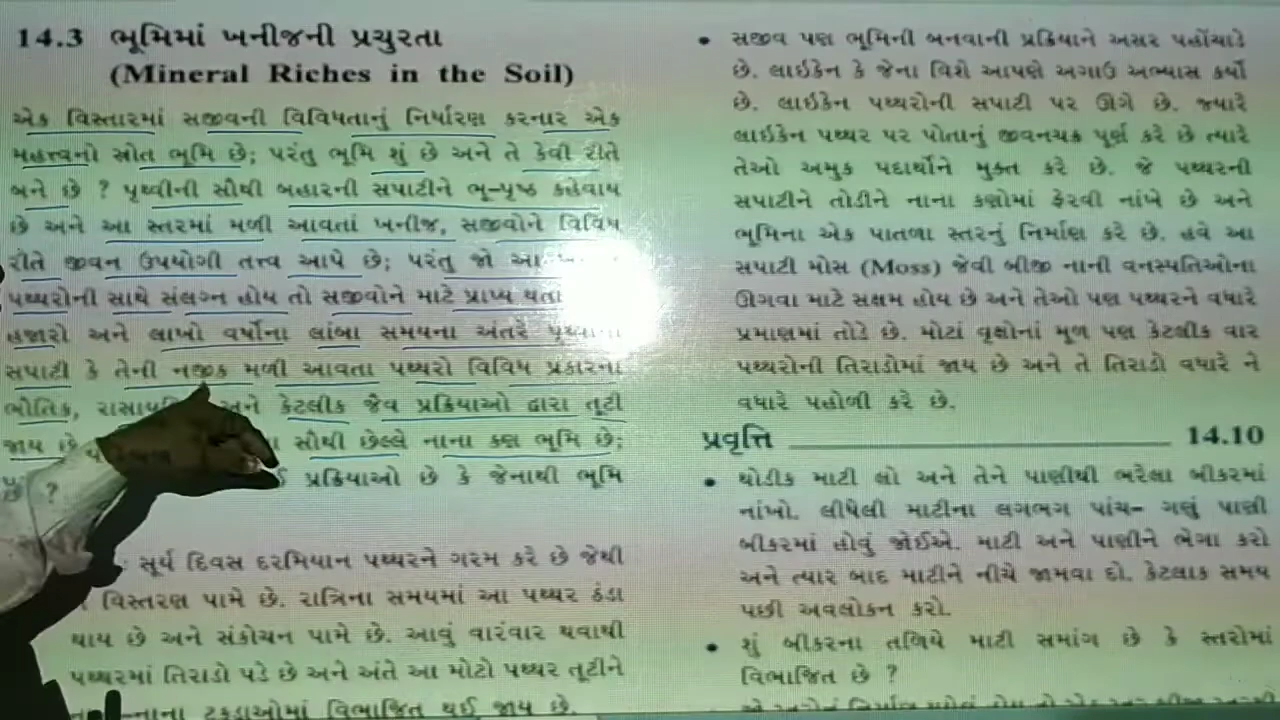 14.3 ભૂમિમાં ખનીજની પ્રચુરતા
(Mineral Riches in the Soil)
એક વિસ્તારમાં સજીવની વિવિધતાનું નિર્ધારણ કરનાર એક
મહત્ત્વનો સ્રોત ભૂમિ છે; પરંતુ ભૂમિ શું છે અને તે કેવી રીતે
બને છે ? પૃથ્વીની સૌથી બહારની સપાટીને ભૂ-પૃષ્ઠ કહેવાય
છે અને આ સ્તરમાં મળી આવતાં ખનીજ, સજીવોને વિવિધ
રીતે જીવન ઉપયોગી તત્ત્વ આપે છે; પરંતુ જો આ
પથ્થરોની સાથે સંલગ્ન હોય તો સજીવોને માટે પ્રાપ્ય થતા
હજારો અને લાખો વર્ષોના લાંબા સમયના અંતરે પૃથ્વીની
સપાટી કે તેની નજીક મળી આવતા પથ્થરો વિવિધ પ્રકારના
ભૌતિક, અને કેટલીક જૈવ પ્રક્રિયાઓ દ્વારા તૂટી
જાય છે સૌથી છેલ્લે નાના કણ ભૂમિ છે;
પ્રક્રિયાઓ છે કે જેનાથી ભૂમિ
છે ?
સૂર્ય દિવસ દરમિયાન પથ્થરને ગરમ કરે છે જેથી
વિસ્તરણ પામે છે. રાત્રિના સમયમાં આ પથ્થર ઠંડા
થાય છે અને સંકોચન પામે છે. આવું વારંવાર થવાથી
પથ્થરમાં તિરાડો પડે છે અને અંતે આ મોટો પથ્થર તૂટીને
નાના ટુકડાઓમાં વિભાજિત થઈ જાય છે.
• સજીવ પણ ભૂમિની બનવાની પ્રક્રિયાને અસર પહોંચાડે
છે. લાઇકેન કે જેના વિશે આપણે અગાઉ અભ્યાસ કર્યો
છે. લાઇકેન પથ્થરોની સપાટી પર ઊગે છે. જ્યારે
લાઇકેન પથ્થર પર પોતાનું જીવનચક્ર પૂર્ણ કરે છે ત્યારે
તેઓ અમુક પદાર્થોને મુક્ત કરે છે. જે પથ્થરની
સપાટીને તોડીને નાના કણોમાં ફેરવી નાંખે છે અને
ભૂમિના એક પાતળા સ્તરનું નિર્માણ કરે છે. હવે આ
સપાટી મોસ (Moss) જેવી બીજી નાની વનસ્પતિઓના
ઊગવા માટે સક્ષમ હોય છે અને તેઓ પણ પથ્થરને વધારે
પ્રમાણમાં તોડે છે. મોટાં વૃક્ષોનાં મૂળ પણ કેટલીક વાર
પથ્થરોની તિરાડોમાં જાય છે અને તે તિરાડો વધારે ને
વધારે પહોળી કરે છે.
પ્રવૃત્તિ 14.10
• થોડીક માટી લો અને તેને પાણીથી ભરેલા બીકરમાં
નાંખો. લીધેલી માટીના લગભગ પાંચ- ગણું પાણી
બીકરમાં હોવું જોઈએ. માટી અને પાણીને ભેગા કરો
અને ત્યાર બાદ માટીને નીચે જામવા દો. કેટલાક સમય
પછી અવલોકન કરો.
• શું બીકરના તળિયે માટી સમાંગ છે કે સ્તરોમાં
વિભાજિત છે ?